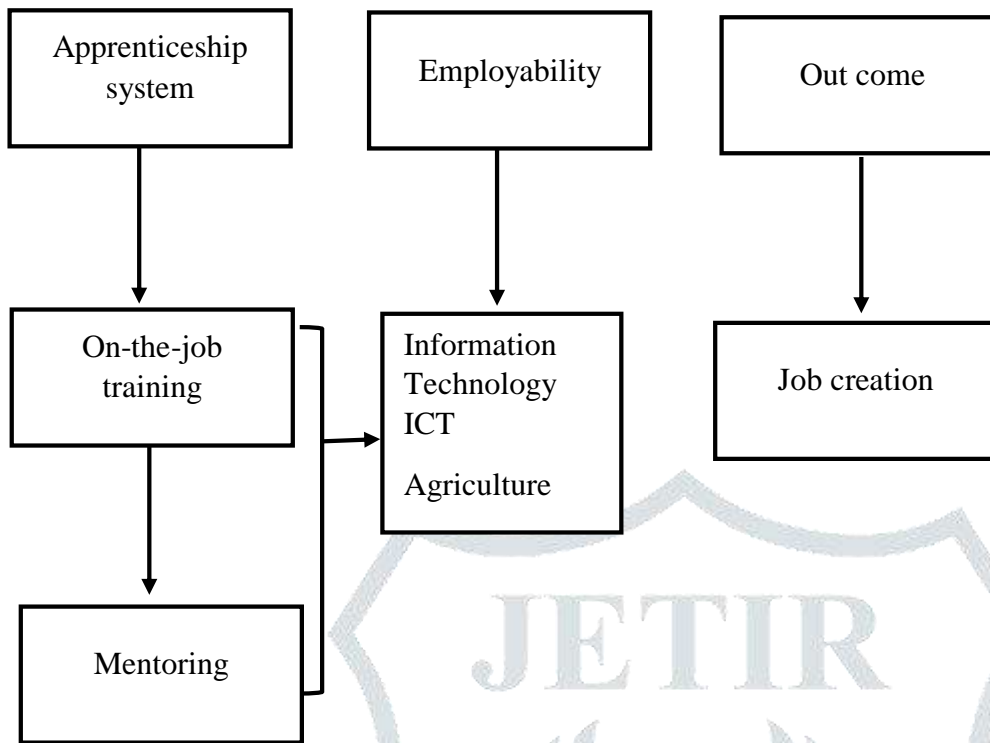 Apprenticeship
system
Employability
Out come
On-the-job
training
Information
Technology
ICT
Agriculture
Job creation
Mentoring
JETIR